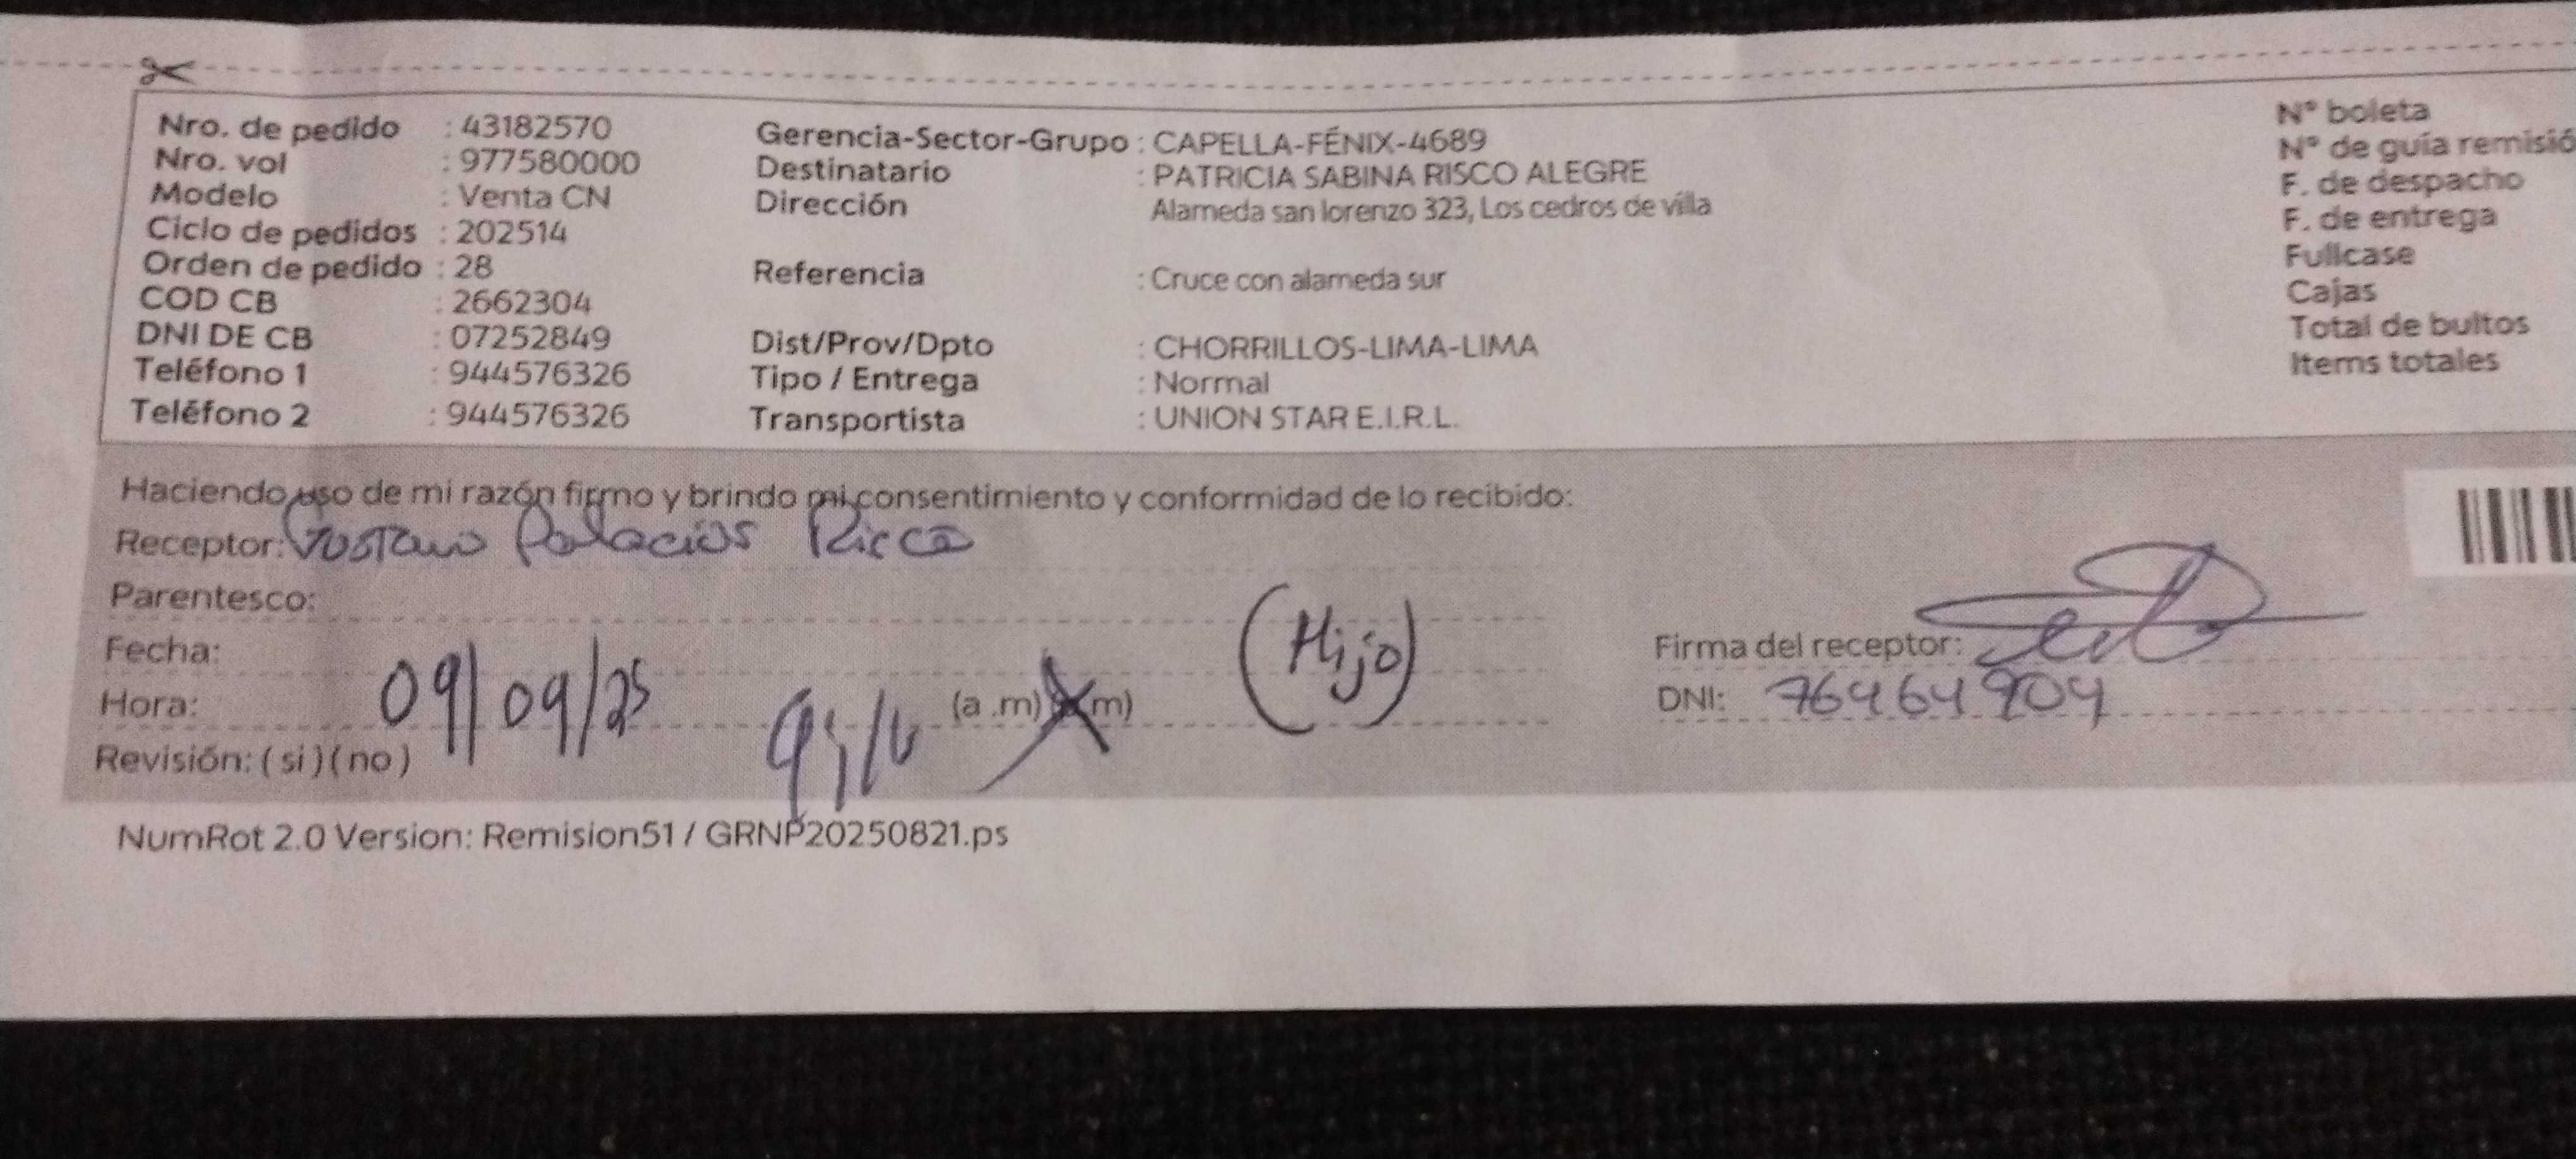 Nro. de pedido : 43182570
Nro. vol : 977580000
Modelo : Venta CN
Ciclo de pedidos : 202514
Orden de pedido : 28
COD CB : 2662304
DNI DE CB : 07252849
Teléfono 1 : 944576326
Teléfono 2 : 944576326
Gerencia-Sector-Grupo : CAPELLA-FÉNIX-4689
Destinatario : PATRICIA SABINA RISCO ALEGRE
Dirección Alameda san lorenzo 323, Los cedros de villa
Referencia : Cruce con alameda sur
Dist/Prov/Dpto : CHORRILLOS-LIMA-LIMA
Tipo / Entrega : Normal
Transportista : UNION STAR E.I.R.L.
N° boleta
N° de guía remisió
F. de despacho
F. de entrega
Fullcase
Cajas
Total de bultos
Items totales
Haciendo uso de mi razón firmo y brindo mi consentimiento y conformidad de lo recibido:
Receptor: Gustavo Palacios Risco
Parentesco: (Hijo)
Fecha: 09/09/25
Hora: (a .m) m)
Revisión: ( si ) ( no )
Firma del receptor:
DNI: 76464904
NumRot 2.0 Version: Remision51 / GRNP20250821.ps